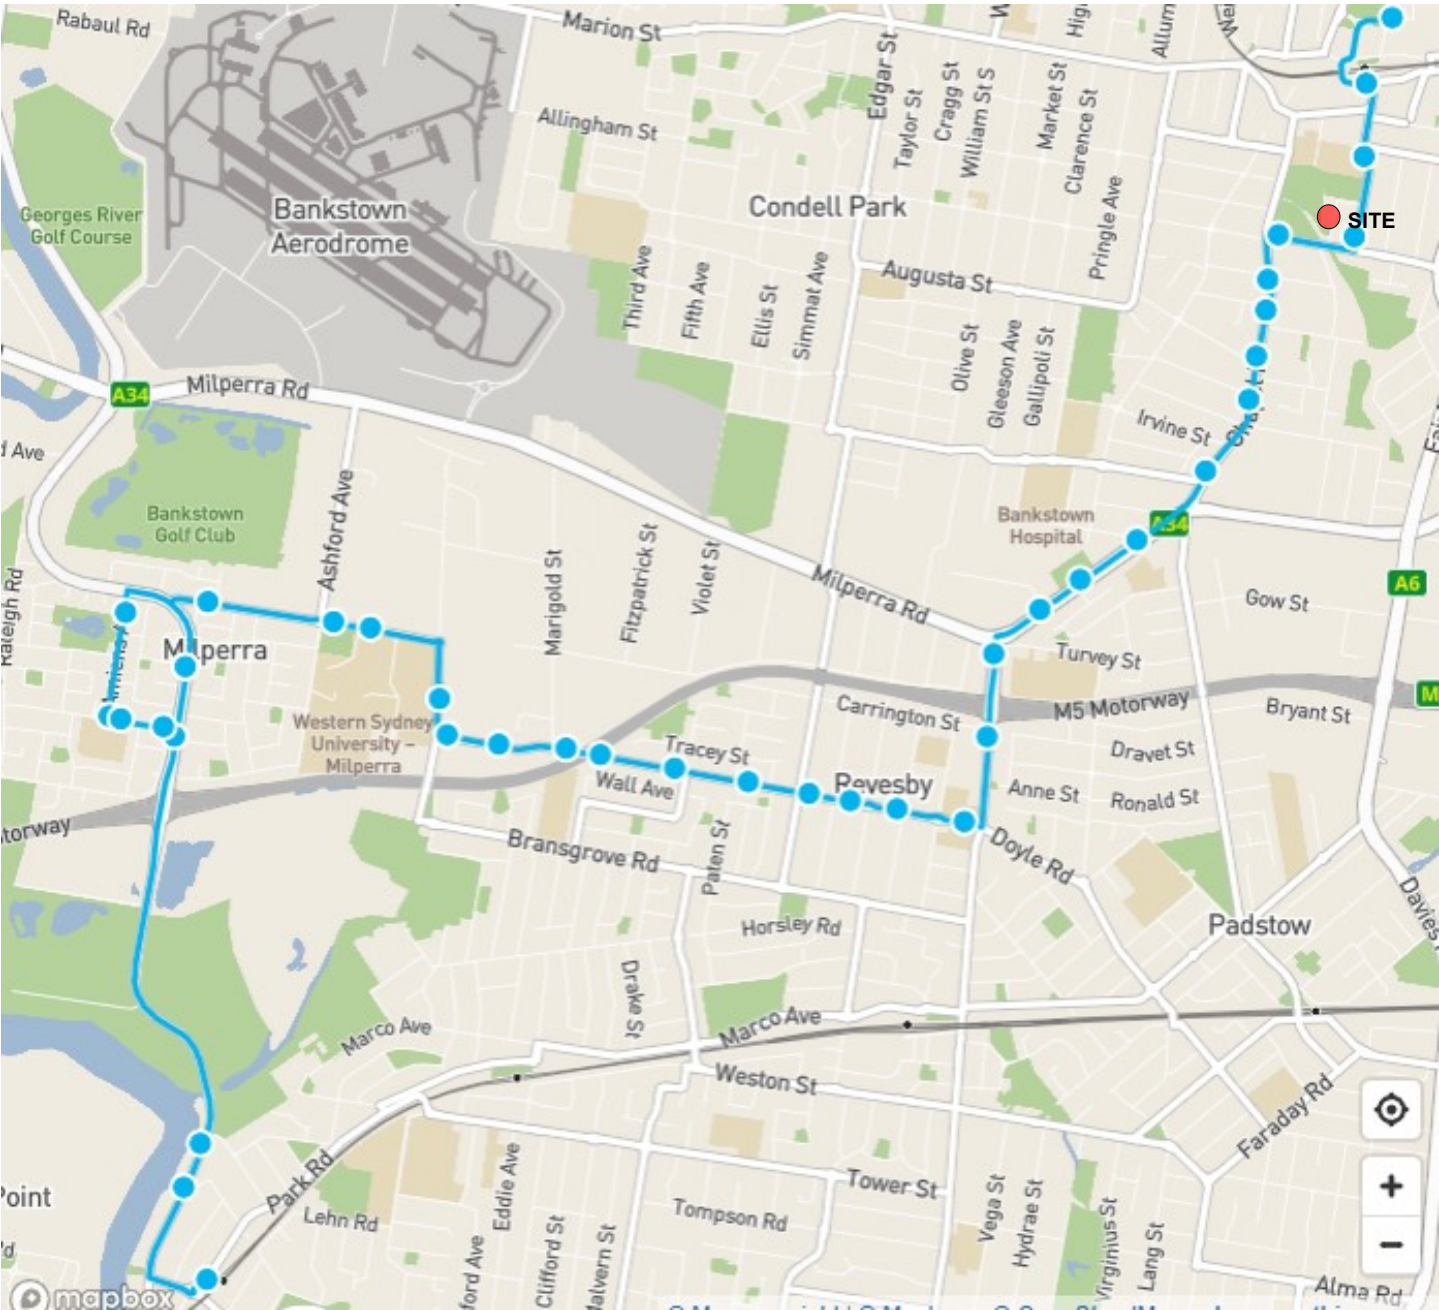 Rabaul Rd
Marion St
Edgar St
Taylor St
Cragg St
William St S
Market St
Clarence St
Pringle Ave
Allingham St
Georges River
Golf Course
Bankstown
Aerodrome
Condell Park
SITE
Third Ave
Fifth Ave
Ellis St
Simmat Ave
Augusta St
Olive St
Gleeson Ave
Gallipoli St
A34
Milperra Rd
Irvine St
Bankstown
Golf Club
Ashford Ave
Marigold St
Fitzpatrick St
Violet St
Bankstown
Hospital
A34
Milperra Rd
Gow St
A6
Raleigh Rd
Milperra
Turvey St
Western Sydney
University –
Milperra
Carrington St
M5 Motorway
Bryant St
M
Tracey St
Wall Ave
Revesby
Dravet St
Anne St
Ronald St
Bransgrove Rd
Paten St
Doyle Rd
Horsley Rd
Padstow
Drake St
Marco Ave
Marco Ave
Weston St
Faraday Rd
Park Rd
Lehn Rd
Eddie Ave
Tower St
Tompson Rd
Clifford St
Vega St
Hydrae St
Virginius St
Lang St
Point
Alma Rd
mapbox